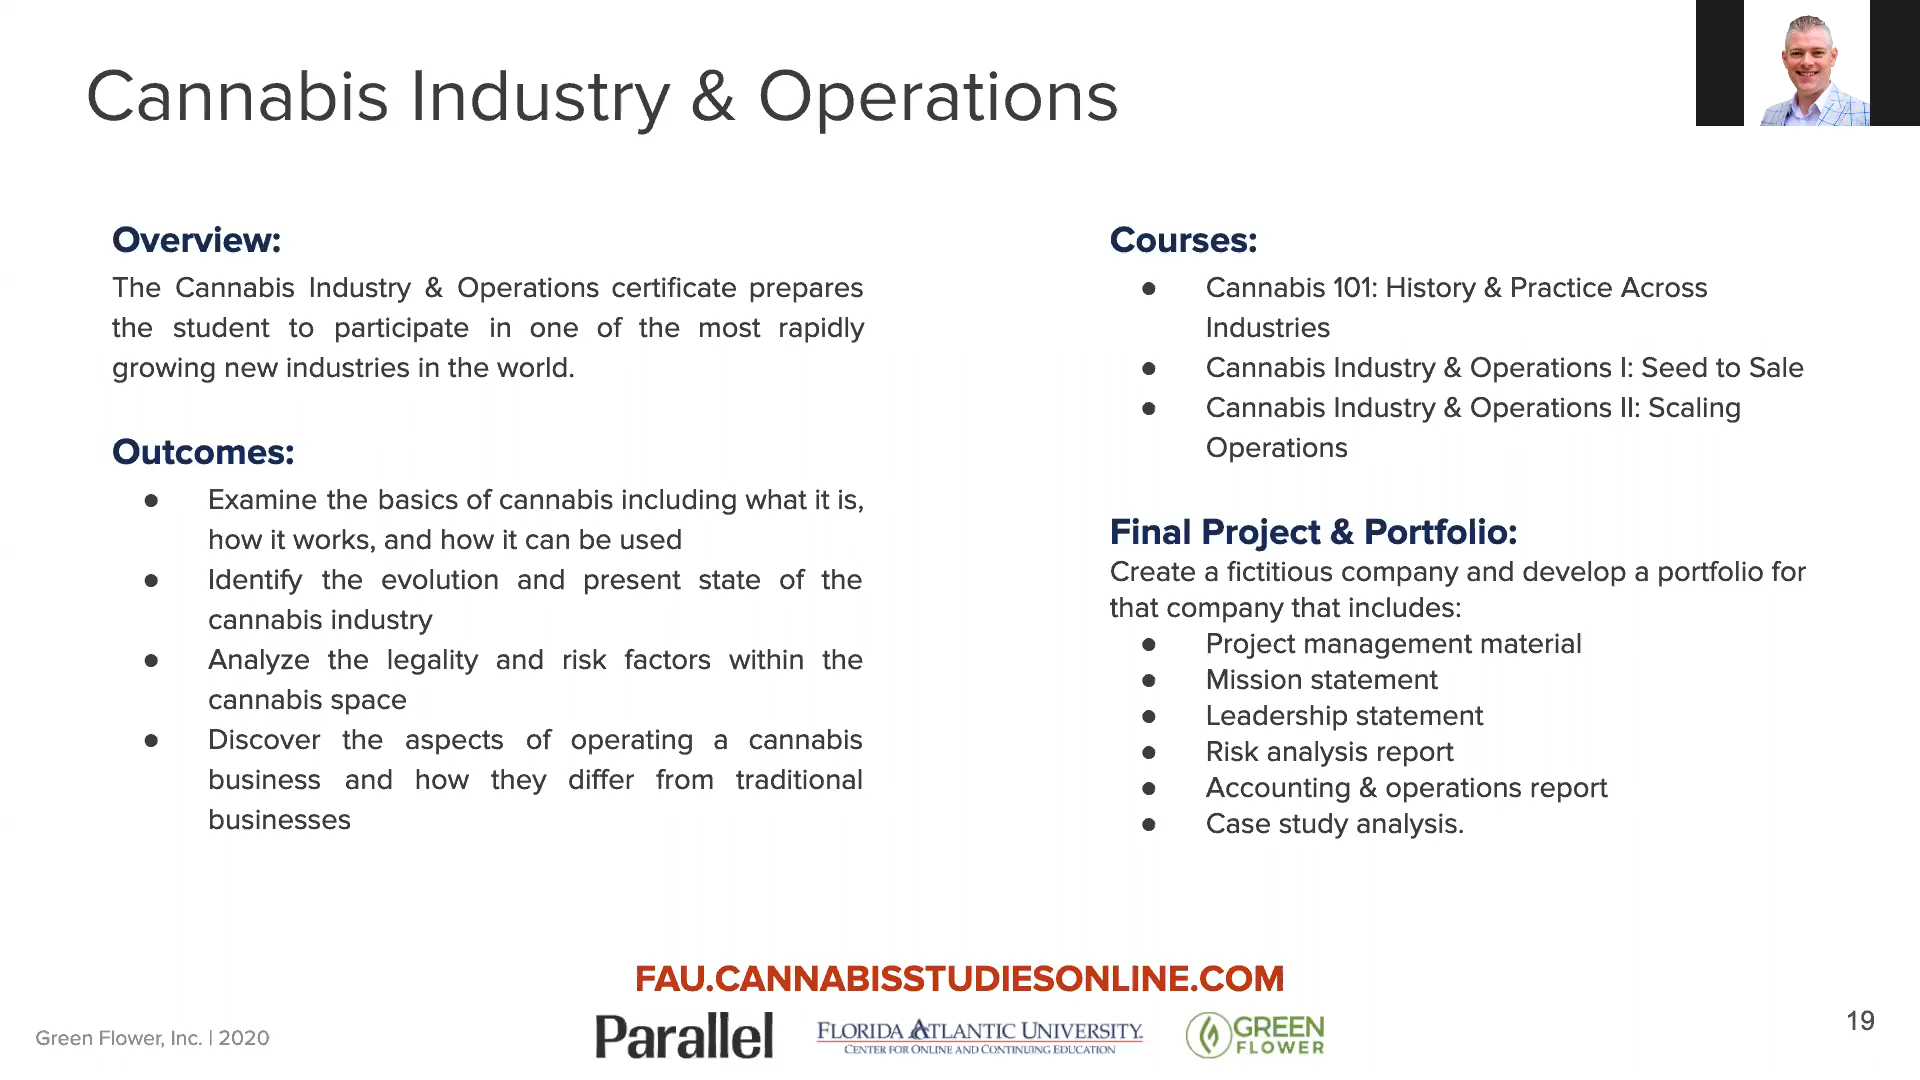 Cannabis Industry & Operations
Overview:
The Cannabis Industry & Operations certificate prepares
the student to participate in one of the most rapidly
growing new industries in the world.
Outcomes:
● Examine the basics of cannabis including what it is,
how it works, and how it can be used
● Identify the evolution and present state of the
cannabis industry
● Analyze the legality and risk factors within the
cannabis space
● Discover the aspects of operating a cannabis
business and how they differ from traditional
businesses
Courses:
● Cannabis 101: History & Practice Across
Industries
● Cannabis Industry & Operations I: Seed to Sale
● Cannabis Industry & Operations II: Scaling
Operations
Final Project & Portfolio:
Create a fictitious company and develop a portfolio for
that company that includes:
● Project management material
● Mission statement
● Leadership statement
● Risk analysis report
● Accounting & operations report
● Case study analysis.
FAU.CANNABISSTUDIESONLINE.COM
Green Flower, Inc. | 2020
Parallel
FLORIDA ATLANTIC UNIVERSITY.
CENTER FOR ONLINE AND CONTINUING EDUCATION
GREEN
FLOWER
19